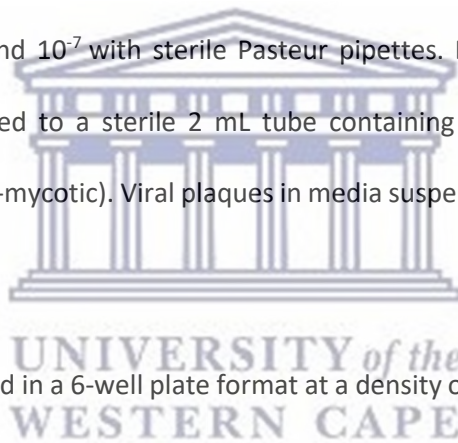 nd 10⁻⁷ with sterile Pasteur pipettes.
ed to a sterile 2 mL tube containing
-mycotic). Viral plaques in media suspe
UNIVERSITY of the
d in a 6-well plate format at a density o
WESTERN CAPE